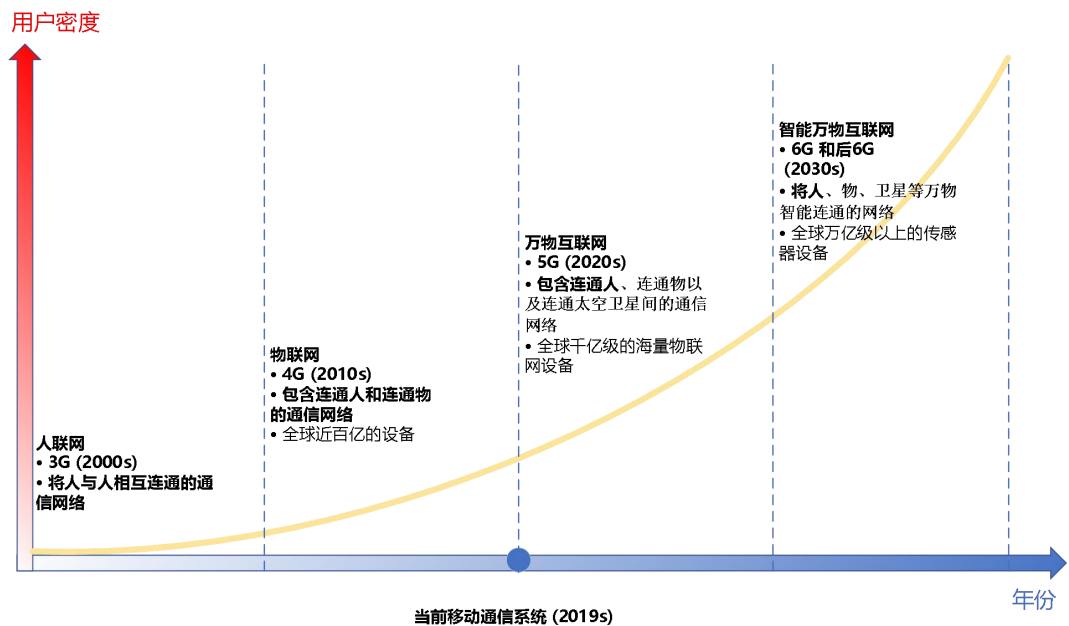 用户密度
智能万物互联网
• 6G 和后6G
(2030s)
• 将人、物、卫星等万物
智能连通的网络
• 全球万亿级以上的传感
器设备
万物互联网
• 5G (2020s)
• 包含连通人、连通物以
及连通太空卫星间的通信
网络
• 全球千亿级的海量物联
网设备
物联网
• 4G (2010s)
• 包含连通人和连通物
的通信网络
• 全球近百亿的设备
人联网
• 3G (2000s)
• 将人与人相互连通的通
信网络
年份
当前移动通信系统 (2019s)